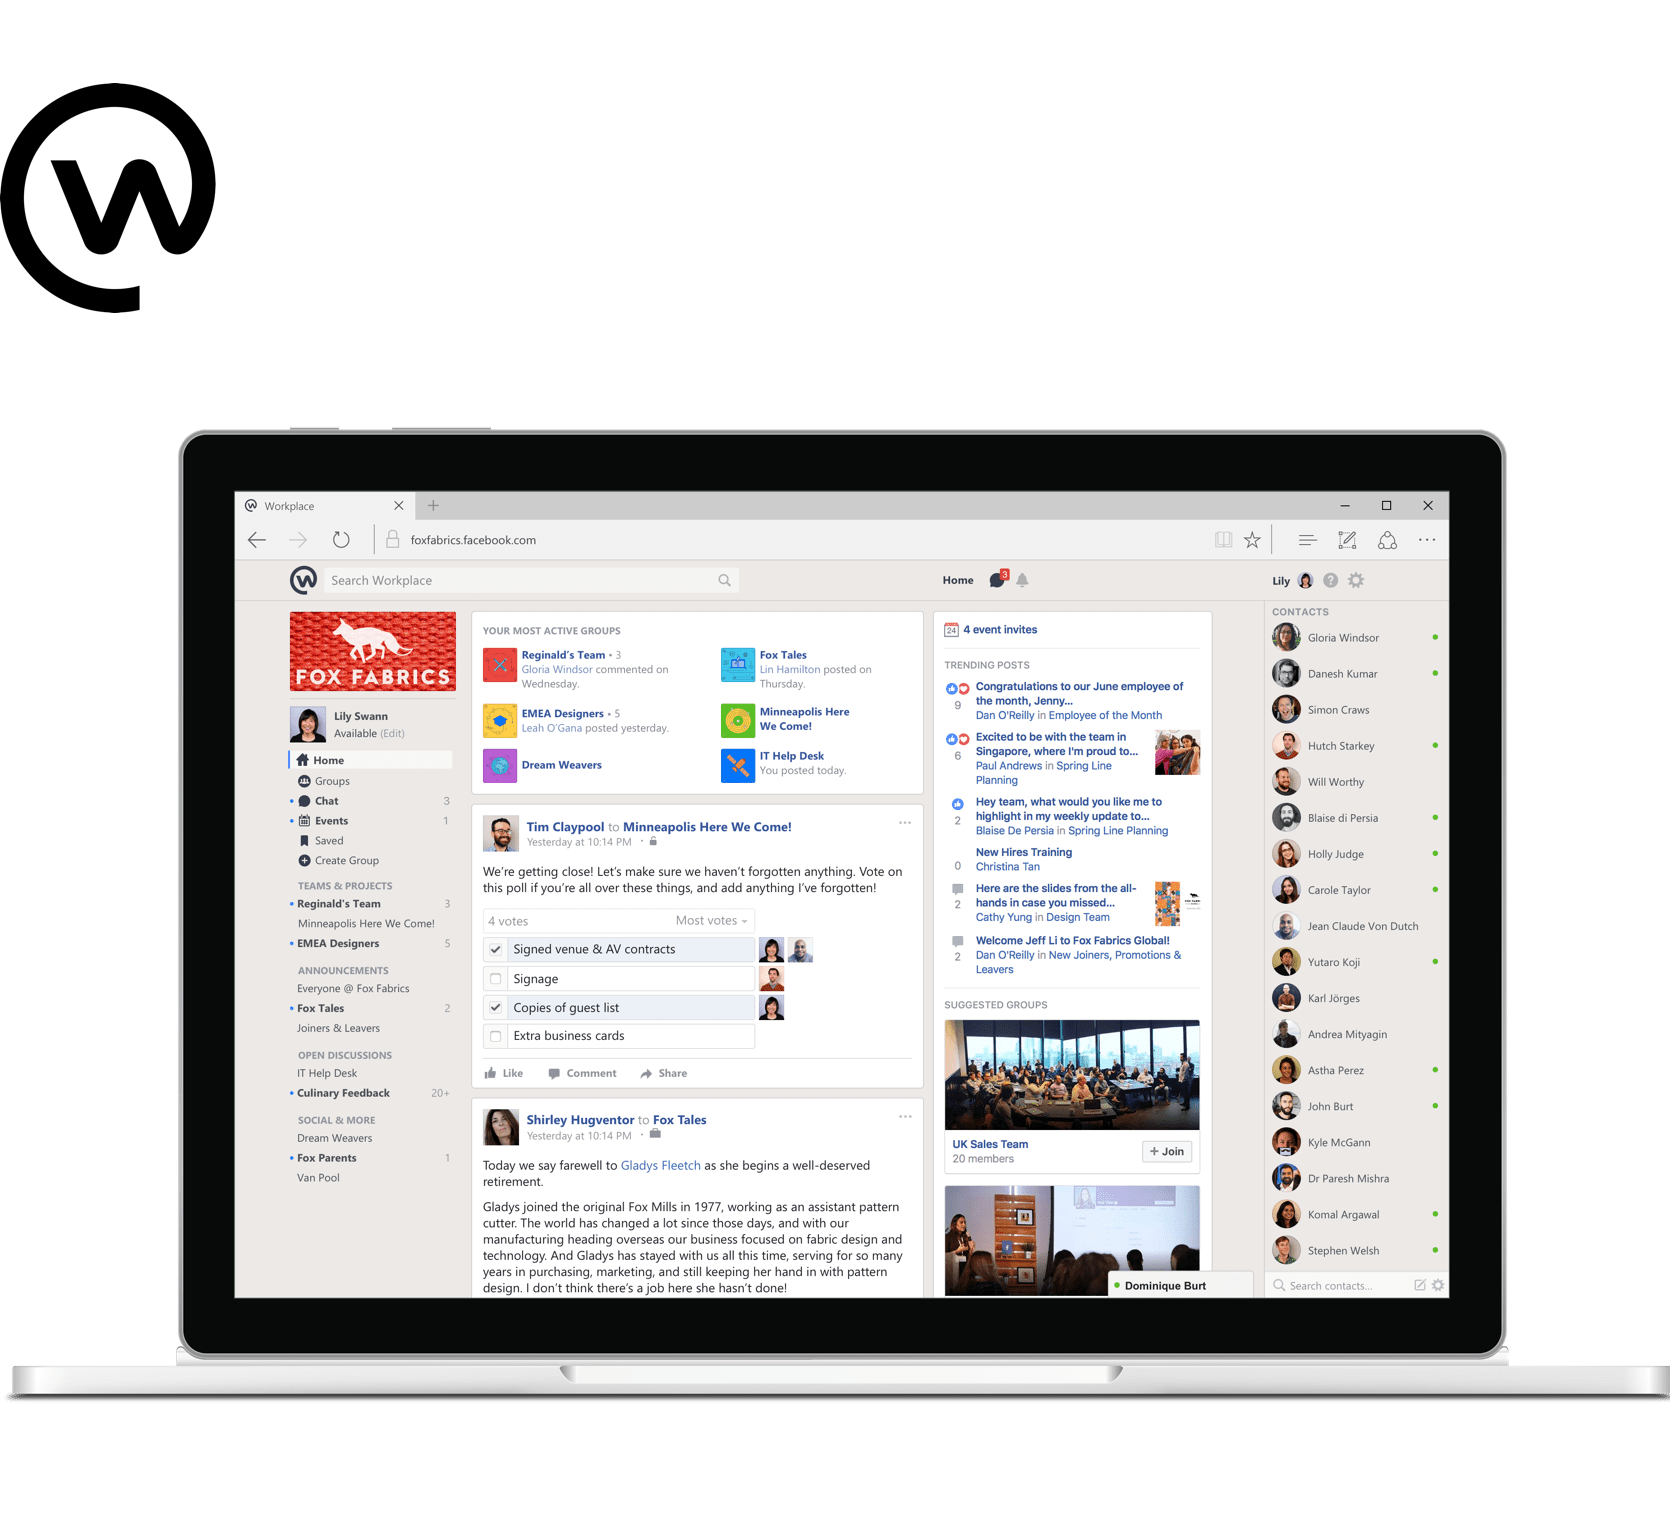 W
Workplace
foxfabrics.facebook.com
Search Workplace
Home
3
Lily
FOX FABRICS
Lily Swann
Available (Edit)
Home
Groups
Chat 3
Events 1
Saved
Create Group
TEAMS & PROJECTS
Reginald's Team 3
Minneapolis Here We Come!
EMEA Designers 5
ANNOUNCEMENTS
Everyone @ Fox Fabrics
Fox Tales 2
Joiners & Leavers
OPEN DISCUSSIONS
IT Help Desk
Culinary Feedback 20+
SOCIAL & MORE
Dream Weavers
Fox Parents 1
Van Pool
YOUR MOST ACTIVE GROUPS
Reginald's Team • 3
Gloria Windsor commented on
Wednesday.
Fox Tales
Lin Hamilton posted on
Thursday.
EMEA Designers • 5
Leah O'Gana posted yesterday.
Minneapolis Here
We Come!
Dream Weavers
IT Help Desk
You posted today.
Tim Claypool to Minneapolis Here We Come!
Yesterday at 10:14 PM ·
We're getting close! Let's make sure we haven't forgotten anything. Vote on
this poll if you're all over these things, and add anything I've forgotten!
4 votes Most votes
Signed venue & AV contracts
Signage
Copies of guest list
Extra business cards
Like Comment Share
Shirley Hugventor to Fox Tales
Yesterday at 10:14 PM ·
Today we say farewell to Gladys Fleetch as she begins a well-deserved
retirement.
Gladys joined the original Fox Mills in 1977, working as an assistant pattern
cutter. The world has changed a lot since those days, and with our
manufacturing heading overseas our business focused on fabric design and
technology. And Gladys has stayed with us all this time, serving for so many
years in purchasing, marketing, and still keeping her hand in with pattern
design. I don't think there's a job here she hasn't done!
24 4 event invites
TRENDING POSTS
Congratulations to our June employee of
the month, Jenny...
9
Dan O'Reilly in Employee of the Month
Excited to be with the team in
Singapore, where I'm proud to...
6
Paul Andrews in Spring Line
Planning
Hey team, what would you like me to
highlight in my weekly update to...
2
Blaise De Persia in Spring Line Planning
New Hires Training
0
Christina Tan
Here are the slides from the all-
hands in case you missed...
2
Cathy Yung in Design Team
Welcome Jeff Li to Fox Fabrics Global!
2
Dan O'Reilly in New Joiners, Promotions &
Leavers
SUGGESTED GROUPS
UK Sales Team
20 members
+ Join
Dominique Burt
CONTACTS
Gloria Windsor
Danesh Kumar
Simon Craws
Hutch Starkey
Will Worthy
Blaise di Persia
Holly Judge
Carole Taylor
Jean Claude Von Dutch
Yutaro Koji
Karl Jörges
Andrea Mityagin
Astha Perez
John Burt
Kyle McGann
Dr Paresh Mishra
Komal Argawal
Stephen Welsh
Search contacts...